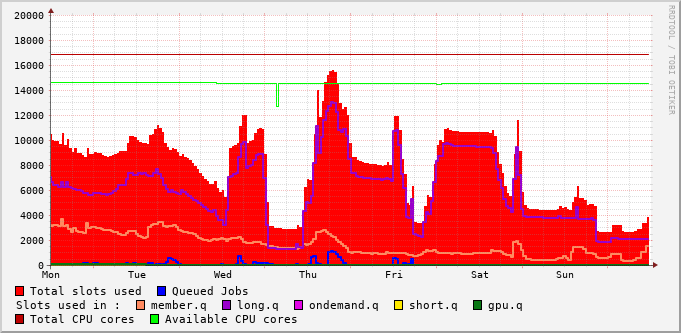 RRDTOOL / TOBI OETIKER
20000
18000
16000
14000
12000
10000
8000
6000
4000
2000
0
Mon Tue Wed Thu Fri Sat Sun
Total slots used Queued Jobs
Slots used in : member.q long.q ondemand.q short.q gpu.q
Total CPU cores Available CPU cores